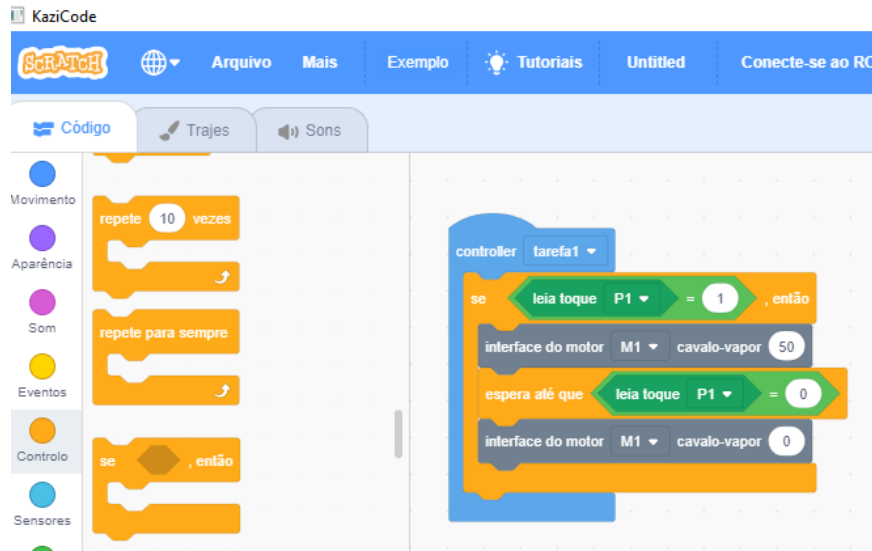 KaziCode
SCRATCH Arquivo Mais Exemplo Tutoriais Untitled Conecte-se ao RO
Código Trajes Sons
Movimento
Aparência
Som
Eventos
Controlo
Sensores
repete 10 vezes
repete para sempre
se , então
controller tarefa1
se leia toque P1 = 1 , então
interface do motor M1 cavalo-vapor 50
espera até que leia toque P1 = 0
interface do motor M1 cavalo-vapor 0